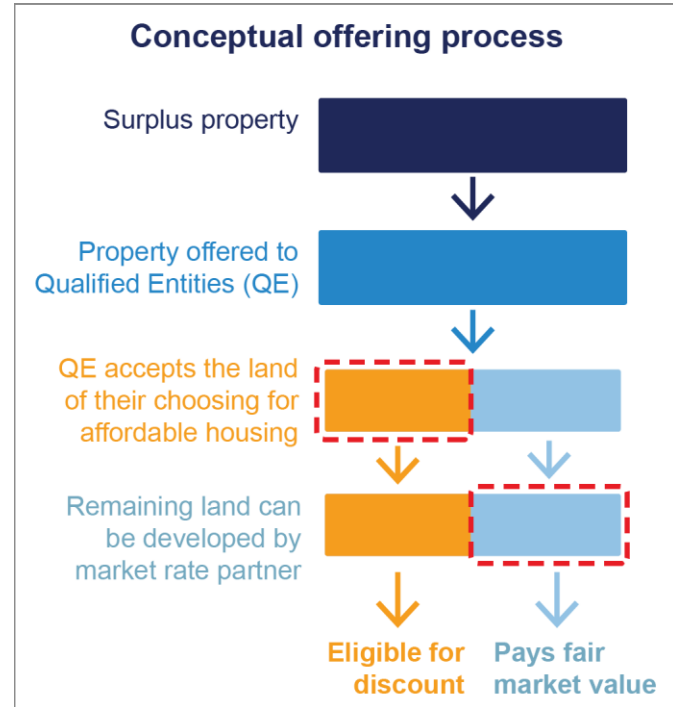 Conceptual offering process
Surplus property
Property offered to
Qualified Entities (QE)
QE accepts the land
of their choosing for
affordable housing
Remaining land can
be developed by
market rate partner
Eligible for
discount
Pays fair
market value